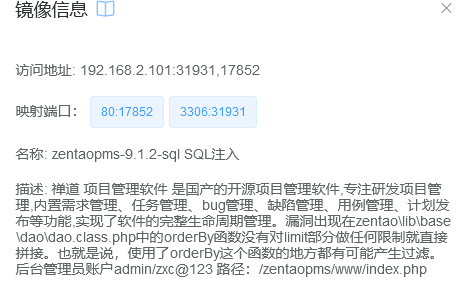 镜像信息
访问地址: 192.168.2.101:31931,17852
映射端口: 80:17852 3306:31931
名称: zentaopms-9.1.2-sql SQL注入
描述: 禅道 项目管理软件 是国产的开源项目管理软件,专注研发项目管
理,内置需求管理、任务管理、bug管理、缺陷管理、用例管理、计划发
布等功能,实现了软件的完整生命周期管理。漏洞出现在zentao\lib\base
\dao\dao.class.php中的orderBy函数没有对limit部分做任何限制就直接
拼接。也就是说，使用了orderBy这个函数的地方都有可能产生过滤。
后台管理员账户admin/zxc@123 路径：/zentaopms/www/index.php